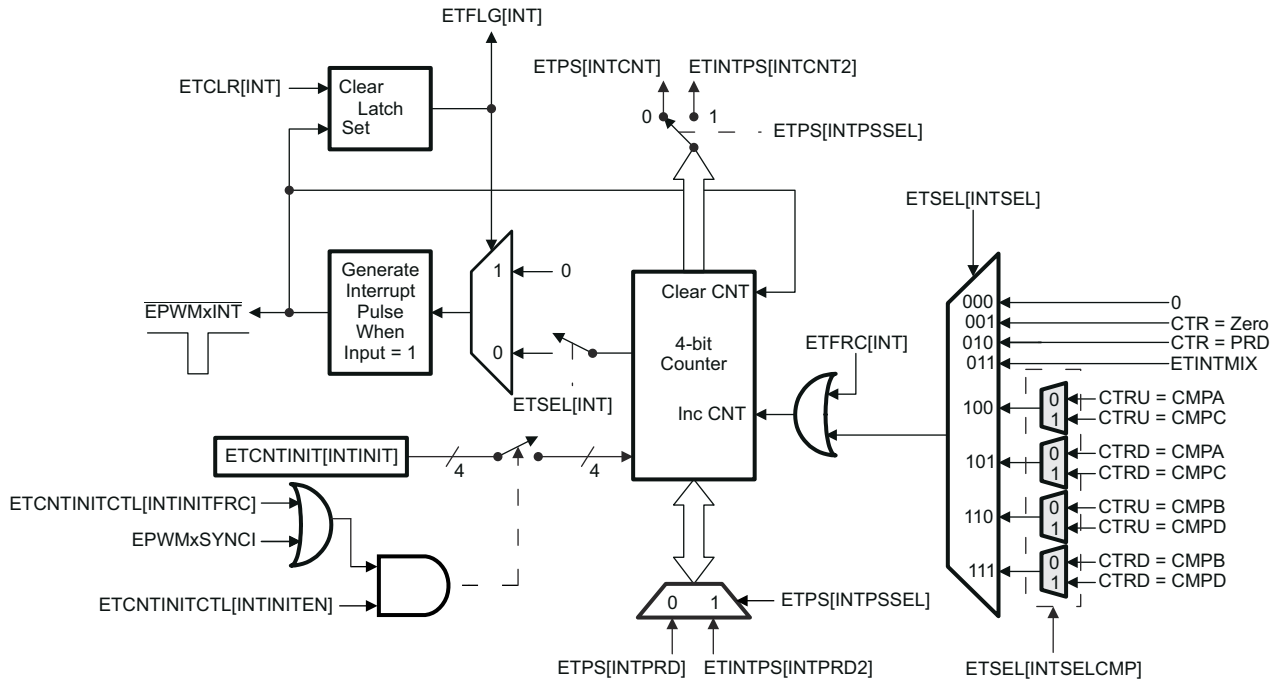 ETFLG[INT]
ETCLR[INT]
Clear
Latch
Set
ETPS[INTCNT]
ETINTPS[INTCNT2]
0
1
ETPS[INTPSSEL]
ETSEL[INTSEL]
EPWMxINT
Generate
Interrupt
Pulse
When
Input = 1
1
0
0
ETSEL[INT]
Clear CNT
4-bit
Counter
Inc CNT
ETFRC[INT]
000
0
001
CTR = Zero
010
CTR = PRD
011
ETINTMIX
100
0
CTRU = CMPA
1
CTRU = CMPC
101
0
CTRD = CMPA
1
CTRD = CMPC
110
0
CTRU = CMPB
1
CTRU = CMPD
111
0
CTRD = CMPB
1
CTRD = CMPD
ETSEL[INTSELCMP]
ETCNTINIT[INTINIT]
4
4
ETCNTINITCTL[INTINITFRC]
EPWMxSYNCI
ETCNTINITCTL[INTINITEN]
0
1
ETPS[INTPSSEL]
ETPS[INTPRD]
ETINTPS[INTPRD2]